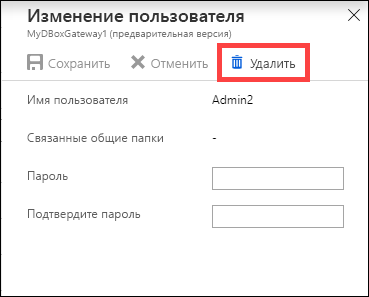 Изменение пользователя
MyDBoxGateway1 (предварительная версия)
Сохранить Отменить Удалить
Имя пользователя Admin2
Связанные общие папки -
Пароль
Подтвердите пароль